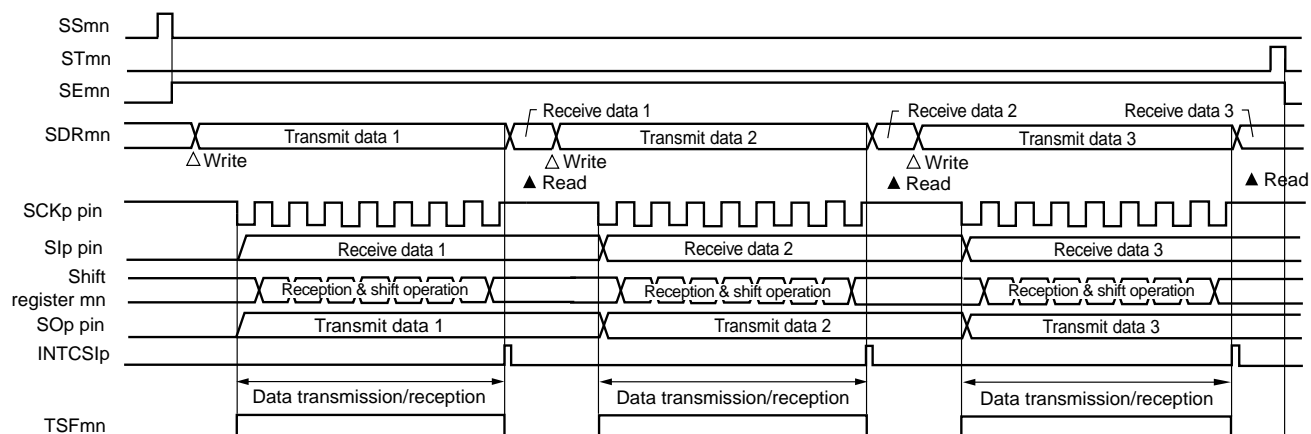 SSmn
STmn
SEmn
Receive data 1
Receive data 2
Receive data 3
SDRmn
Transmit data 1
Transmit data 2
Transmit data 3
△ Write
△ Write
△ Write
▲ Read
▲ Read
▲ Read
SCKp pin
SIp pin
Receive data 1
Receive data 2
Receive data 3
Shift
register mn
Reception & shift operation
Reception & shift operation
Reception & shift operation
SOp pin
Transmit data 1
Transmit data 2
Transmit data 3
INTCSIp
Data transmission/reception
Data transmission/reception
Data transmission/reception
TSFmn